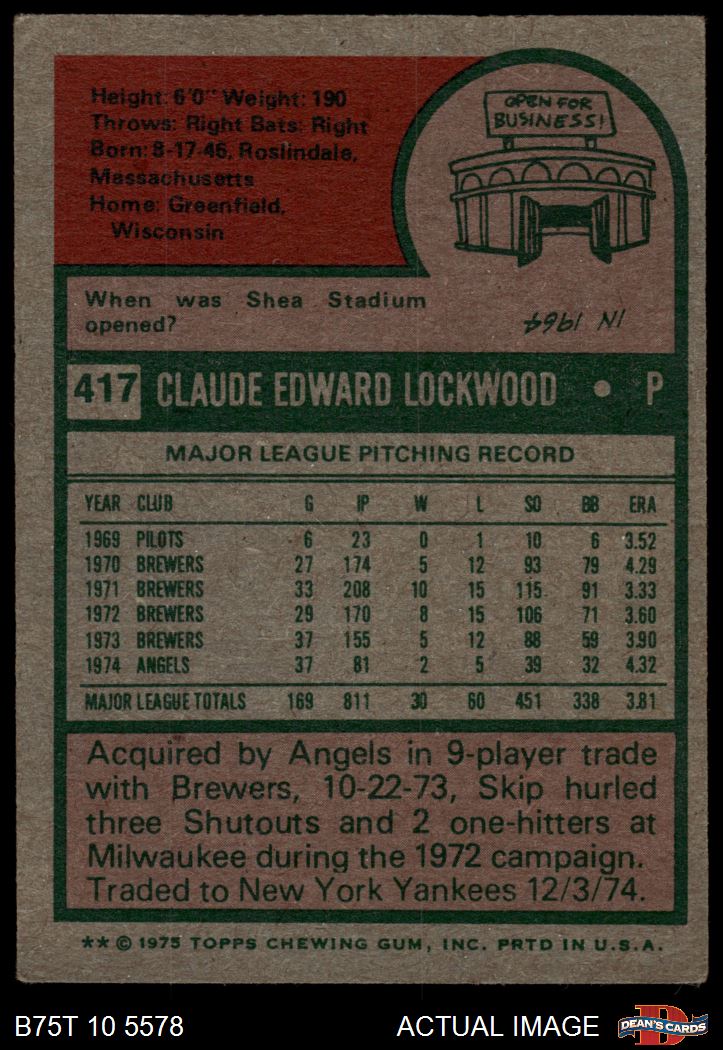 Height: 6'0" Weight: 190
Throws: Right Bats: Right
Born: 8-17-46, Roslindale,
Massachusetts
Home: Greenfield,
Wisconsin
OPEN FOR
BUSINESS!
When was Shea Stadium
opened?
IN 1964
417 CLAUDE EDWARD LOCKWOOD • P
MAJOR LEAGUE PITCHING RECORD
YEAR CLUB G IP W L SO BB ERA
1969 PILOTS 6 23 0 1 10 6 3.52
1970 BREWERS 27 174 5 12 93 79 4.29
1971 BREWERS 33 208 10 15 115 91 3.33
1972 BREWERS 29 170 8 15 106 71 3.60
1973 BREWERS 37 155 5 12 88 59 3.90
1974 ANGELS 37 81 2 5 39 32 4.32
MAJOR LEAGUE TOTALS 169 811 30 60 451 338 3.81
Acquired by Angels in 9-player trade
with Brewers, 10-22-73, Skip hurled
three Shutouts and 2 one-hitters at
Milwaukee during the 1972 campaign.
Traded to New York Yankees 12/3/74.
** © 1975 TOPPS CHEWING GUM, INC. PRTD IN U.S.A.
B75T 10 5578 ACTUAL IMAGE
D
DEAN'S CARDS